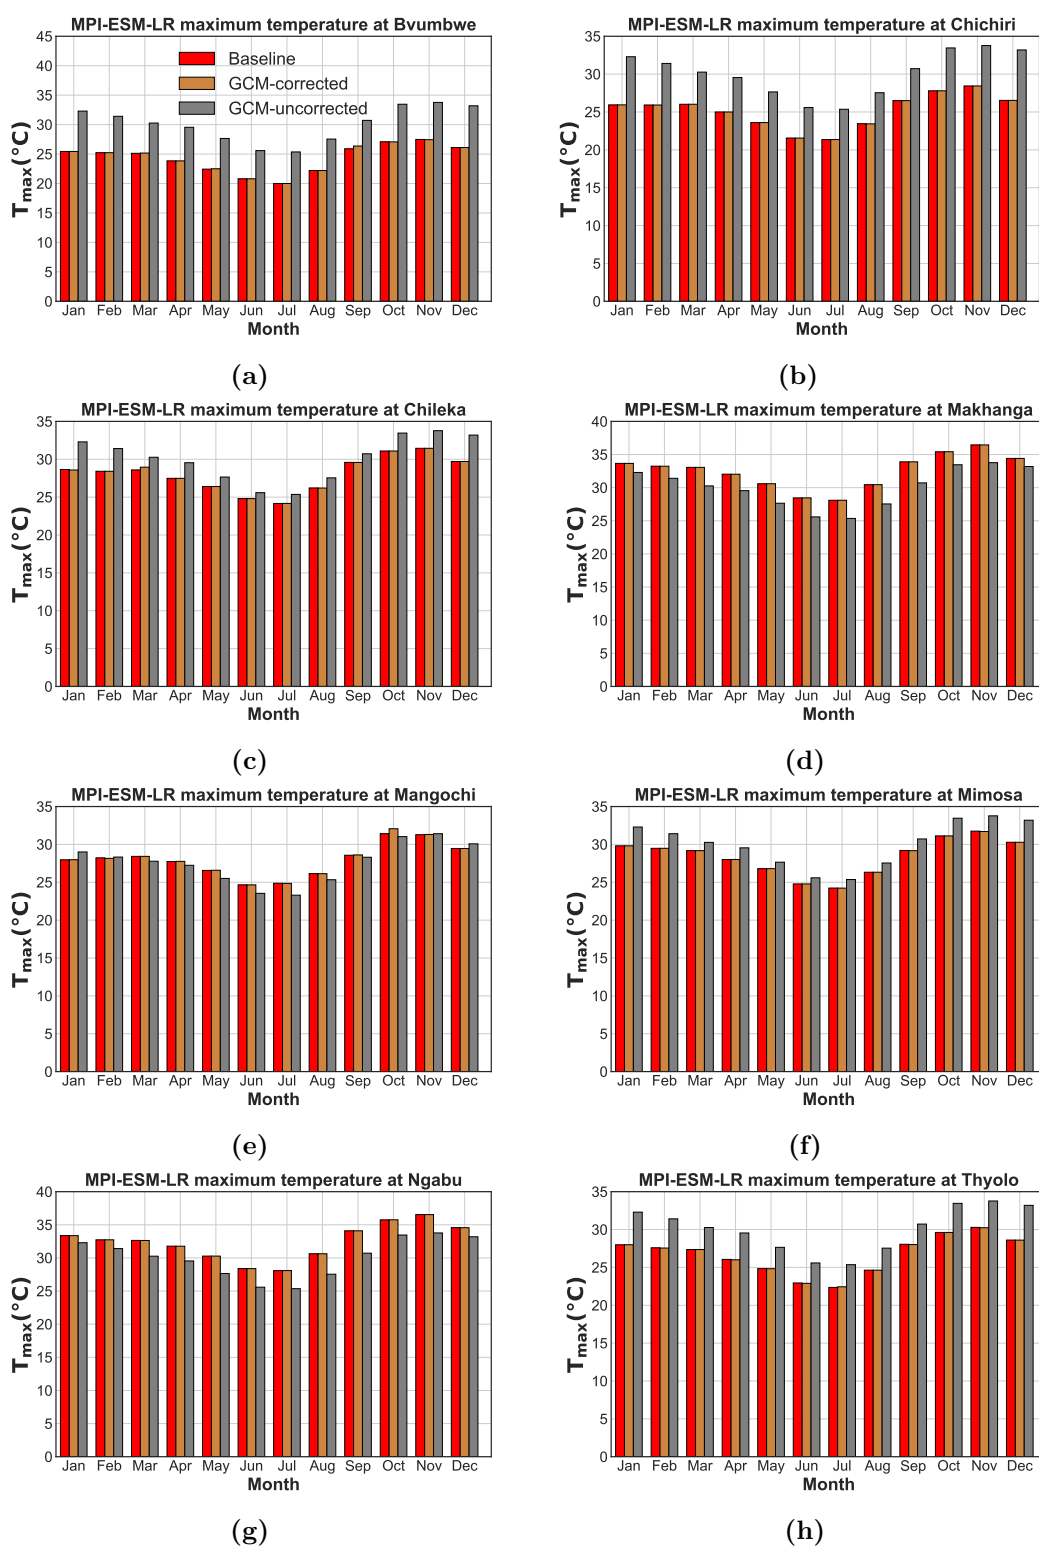 MPI-ESM-LR maximum temperature at Bvumbwe
45
40
35
30
25
20
15
10
5
0
Tmax(°C)
Baseline
GCM-corrected
GCM-uncorrected
Jan Feb Mar Apr May Jun Jul Aug Sep Oct Nov Dec
Month
(a)
MPI-ESM-LR maximum temperature at Chichiri
35
30
25
20
15
10
5
0
Tmax(°C)
Jan Feb Mar Apr May Jun Jul Aug Sep Oct Nov Dec
Month
(b)
MPI-ESM-LR maximum temperature at Chileka
35
30
25
20
15
10
5
0
Tmax(°C)
Jan Feb Mar Apr May Jun Jul Aug Sep Oct Nov Dec
Month
(c)
MPI-ESM-LR maximum temperature at Makhanga
40
35
30
25
20
15
10
5
0
Tmax(°C)
Jan Feb Mar Apr May Jun Jul Aug Sep Oct Nov Dec
Month
(d)
MPI-ESM-LR maximum temperature at Mangochi
35
30
25
20
15
10
5
0
Tmax(°C)
Jan Feb Mar Apr May Jun Jul Aug Sep Oct Nov Dec
Month
(e)
MPI-ESM-LR maximum temperature at Mimosa
35
30
25
20
15
10
5
0
Tmax(°C)
Jan Feb Mar Apr May Jun Jul Aug Sep Oct Nov Dec
Month
(f)
MPI-ESM-LR maximum temperature at Ngabu
40
35
30
25
20
15
10
5
0
Tmax(°C)
Jan Feb Mar Apr May Jun Jul Aug Sep Oct Nov Dec
Month
(g)
MPI-ESM-LR maximum temperature at Thyolo
35
30
25
20
15
10
5
0
Tmax(°C)
Jan Feb Mar Apr May Jun Jul Aug Sep Oct Nov Dec
Month
(h)